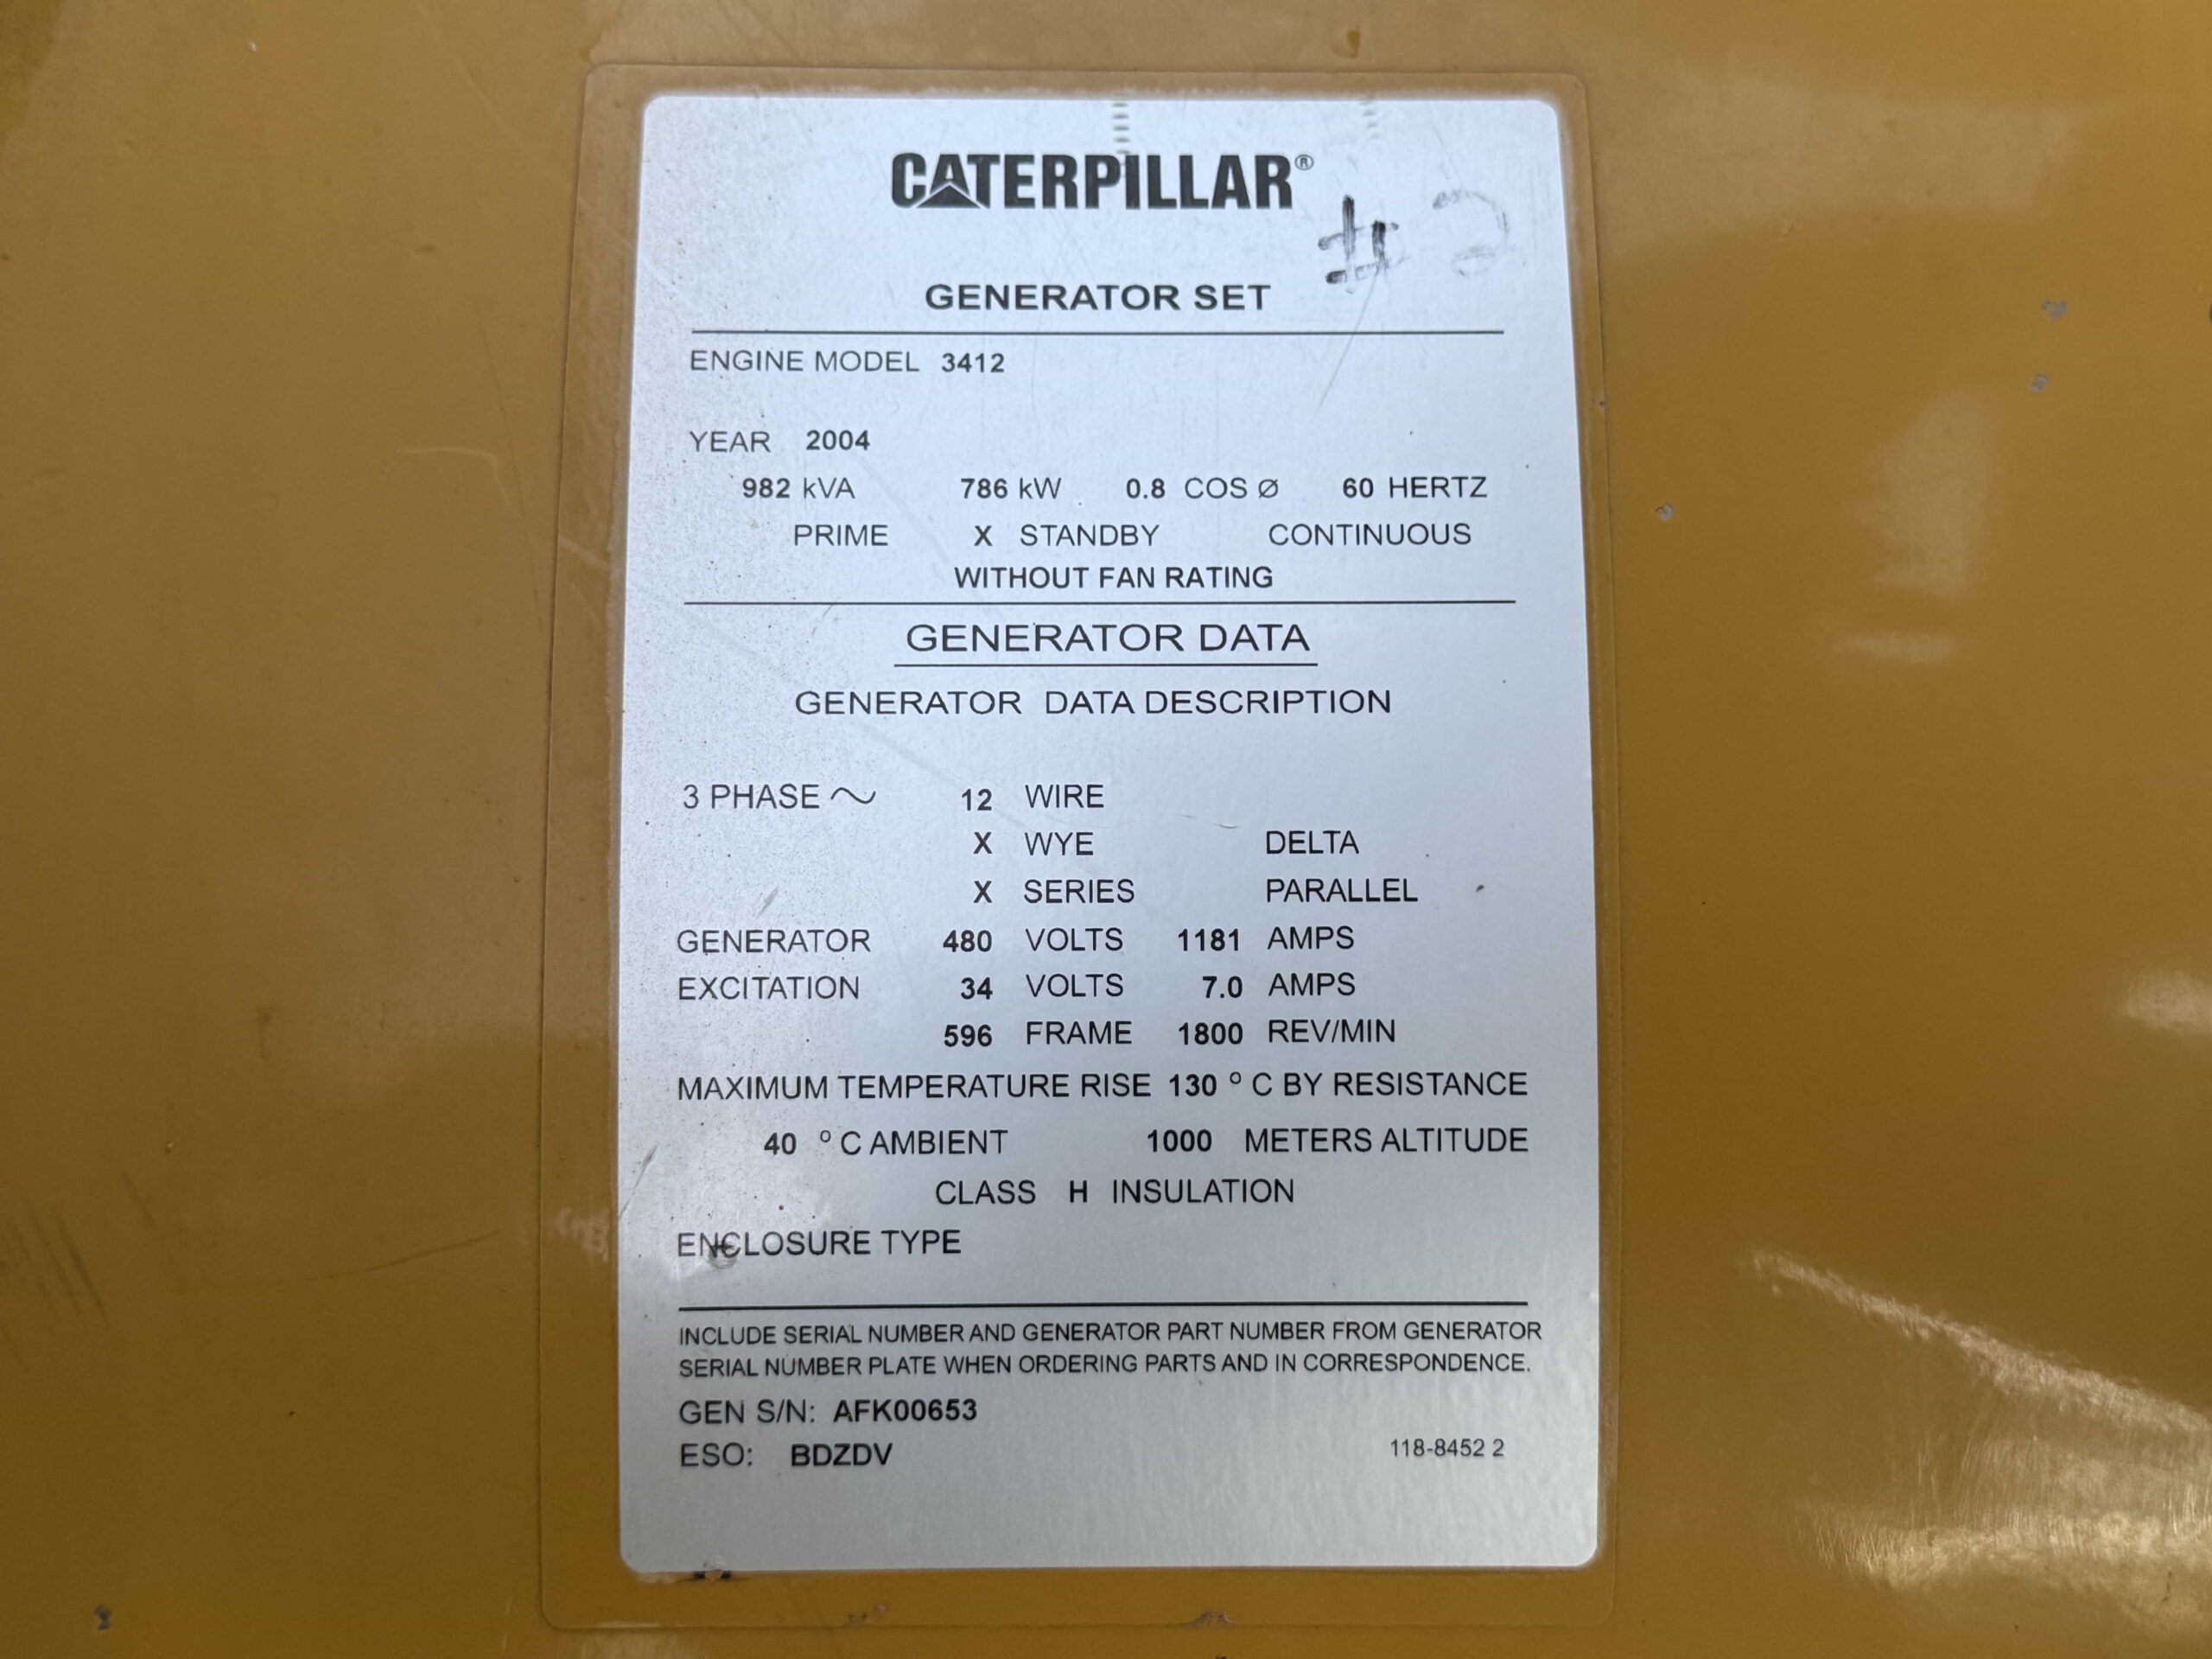 CATERPILLAR®
#2
GENERATOR SET
ENGINE MODEL 3412
YEAR 2004
982 kVA 786 kW 0.8 COS Ø 60 HERTZ
PRIME X STANDBY CONTINUOUS
WITHOUT FAN RATING
GENERATOR DATA
GENERATOR DATA DESCRIPTION
3 PHASE ~ 12 WIRE
X WYE DELTA
X SERIES PARALLEL
GENERATOR 480 VOLTS 1181 AMPS
EXCITATION 34 VOLTS 7.0 AMPS
596 FRAME 1800 REV/MIN
MAXIMUM TEMPERATURE RISE 130 °C BY RESISTANCE
40 °C AMBIENT 1000 METERS ALTITUDE
CLASS H INSULATION
ENCLOSURE TYPE
INCLUDE SERIAL NUMBER AND GENERATOR PART NUMBER FROM GENERATOR
SERIAL NUMBER PLATE WHEN ORDERING PARTS AND IN CORRESPONDENCE.
GEN S/N: AFK00653
ESO: BDZDV 118-8452 2